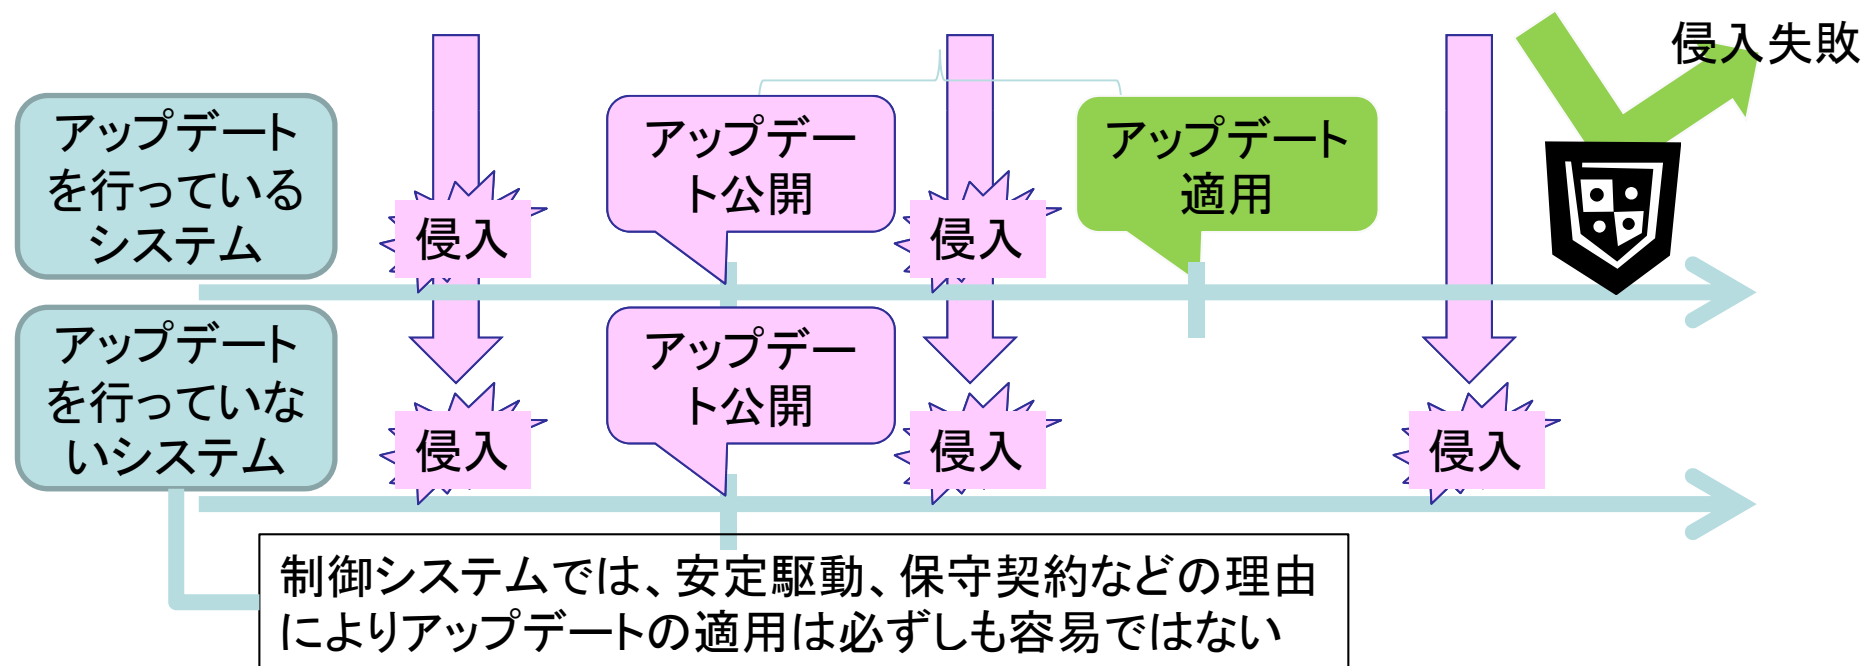 侵入失敗
アップデート
を行っている
システム
侵入
アップデー
ト公開
侵入
アップデート
適用
アップデート
を行っていな
いシステム
侵入
アップデー
ト公開
侵入
侵入
制御システムでは、安定駆動、保守契約などの理由
によりアップデートの適用は必ずしも容易ではない